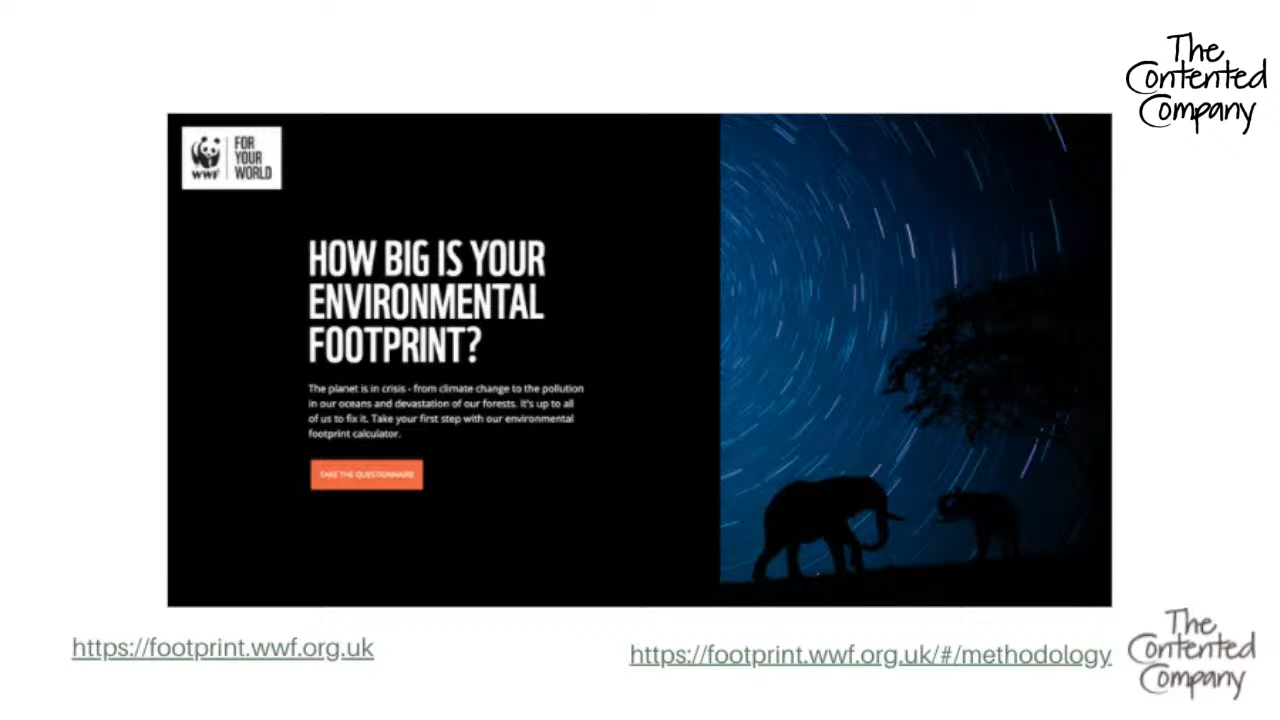 The
Contented
Company
WWF
FOR
YOUR
WORLD
HOW BIG IS YOUR
ENVIRONMENTAL
FOOTPRINT?
The planet is in crisis - from climate change to the pollution
in our oceans and devastation of our forests. It's up to all
of us to fix it. Take your first step with our environmental
footprint calculator.
TAKE THE QUESTIONNAIRE
https://footprint.wwf.org.uk
https://footprint.wwf.org.uk/#/methodology
The
Contented
Company